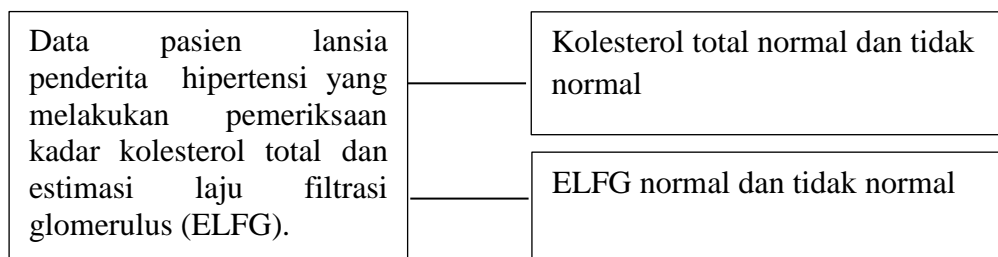 Data pasien lansia
penderita hipertensi yang
melakukan pemeriksaan
kadar kolesterol total dan
estimasi laju filtrasi
glomerulus (ELFG).
Kolesterol total normal dan tidak
normal
ELFG normal dan tidak normal